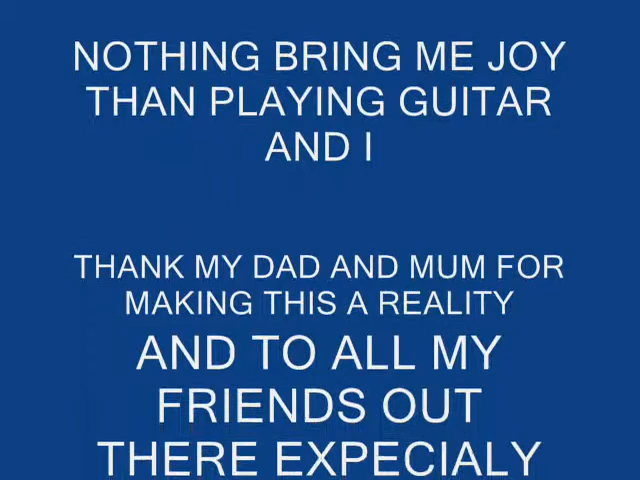 NOTHING BRING ME JOY
THAN PLAYING GUITAR
AND I
THANK MY DAD AND MUM FOR
MAKING THIS A REALITY
AND TO ALL MY
FRIENDS OUT
THERE EXPECIALY